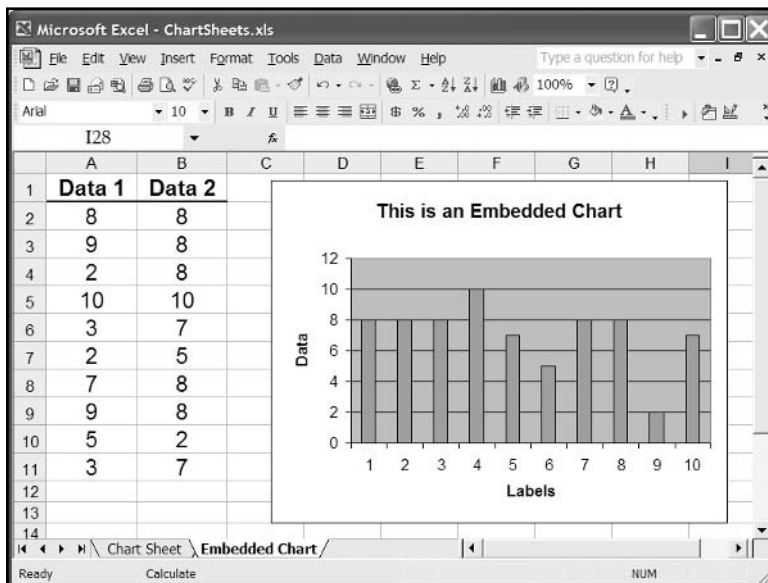 Microsoft Excel - ChartSheets.xls
File Edit View Insert Format Tools Data Window Help Type a question for help
100%
Arial 10 B I U $ % ,
I28 fx
A B C D E F G H I
1 Data 1 Data 2
2 8 8
3 9 8
4 2 8
5 10 10
6 3 7
7 2 5
8 7 8
9 9 8
10 5 2
11 3 7
12
13
14
This is an Embedded Chart
12
10
8
6
4
2
0
Data
1 2 3 4 5 6 7 8 9 10
Labels
Chart Sheet Embedded Chart
Ready Calculate NUM